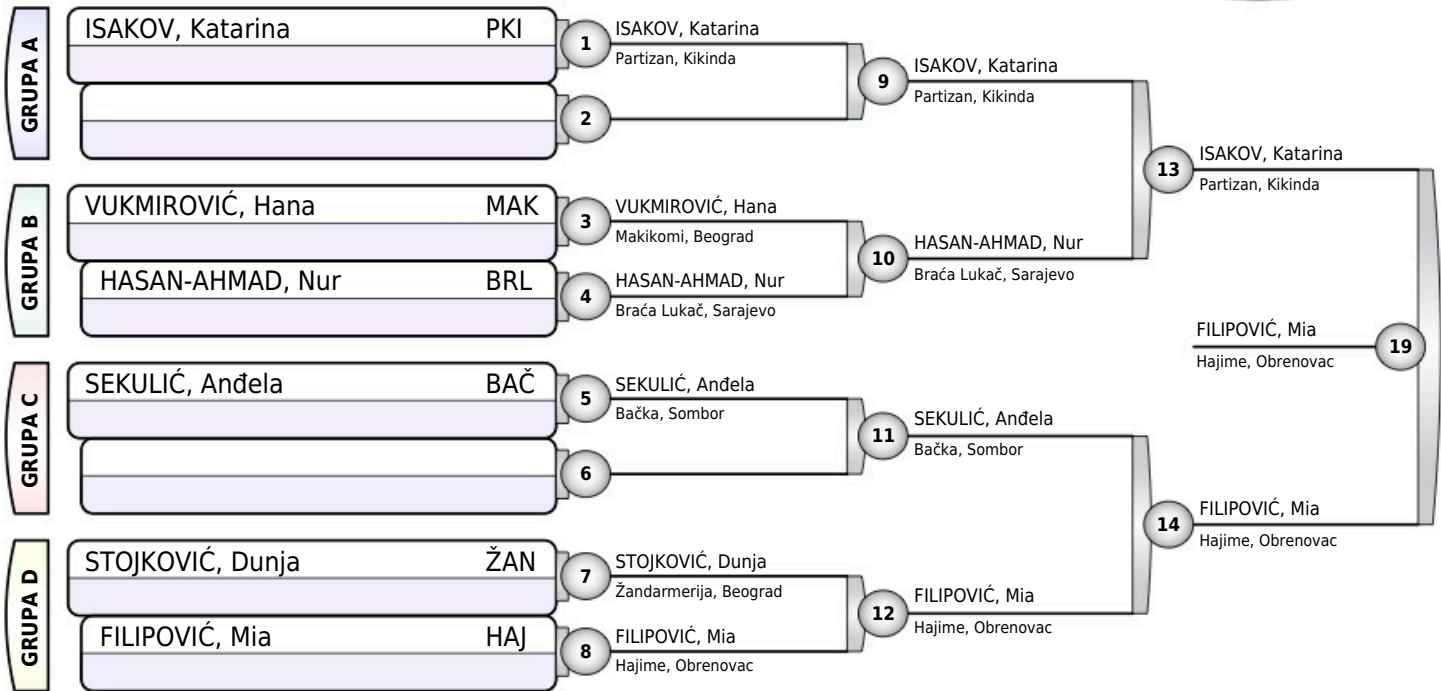 GRUPA A
ISAKOV, Katarina PKI
1
2
GRUPA B
VUKMIROVIĆ, Hana MAK
3
HASAN-AHMAD, Nur BRL
4
GRUPA C
SEKULIĆ, Anđela BAČ
5
6
GRUPA D
STOJKOVIĆ, Dunja ŽAN
7
FILIPOVIĆ, Mia HAJ
8
ISAKOV, Katarina
Partizan, Kikinda
VUKMIROVIĆ, Hana
Makikomi, Beograd
HASAN-AHMAD, Nur
Braća Lukač, Sarajevo
SEKULIĆ, Anđela
Bačka, Sombor
STOJKOVIĆ, Dunja
Žandarmerija, Beograd
FILIPOVIĆ, Mia
Hajime, Obrenovac
9
ISAKOV, Katarina
Partizan, Kikinda
10
HASAN-AHMAD, Nur
Braća Lukač, Sarajevo
11
SEKULIĆ, Anđela
Bačka, Sombor
12
FILIPOVIĆ, Mia
Hajime, Obrenovac
13
ISAKOV, Katarina
Partizan, Kikinda
14
FILIPOVIĆ, Mia
Hajime, Obrenovac
FILIPOVIĆ, Mia
Hajime, Obrenovac
19